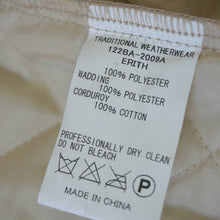 TRADITIONAL WEATHERWEAR
122BA-2009A
ERITH
100% POLYESTER
WADDING
100% POLYESTER
CORDUROY
100% COTTON
PROFESSIONALLY DRY CLEAN
DO NOT BLEACH
P
MADE IN CHINA